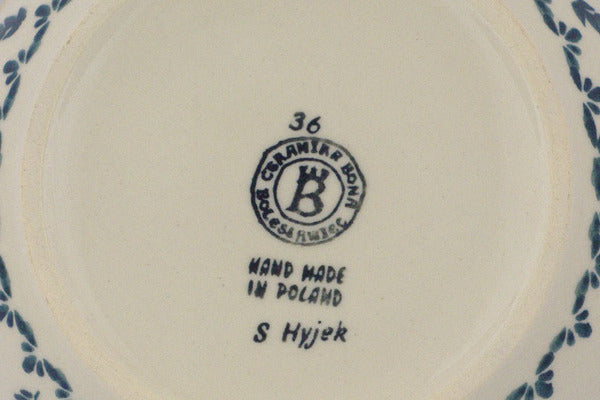 36
CERAMIKA BONA
B
BOLESŁAWIEC
HAND MADE
IN POLAND
S Hyjek